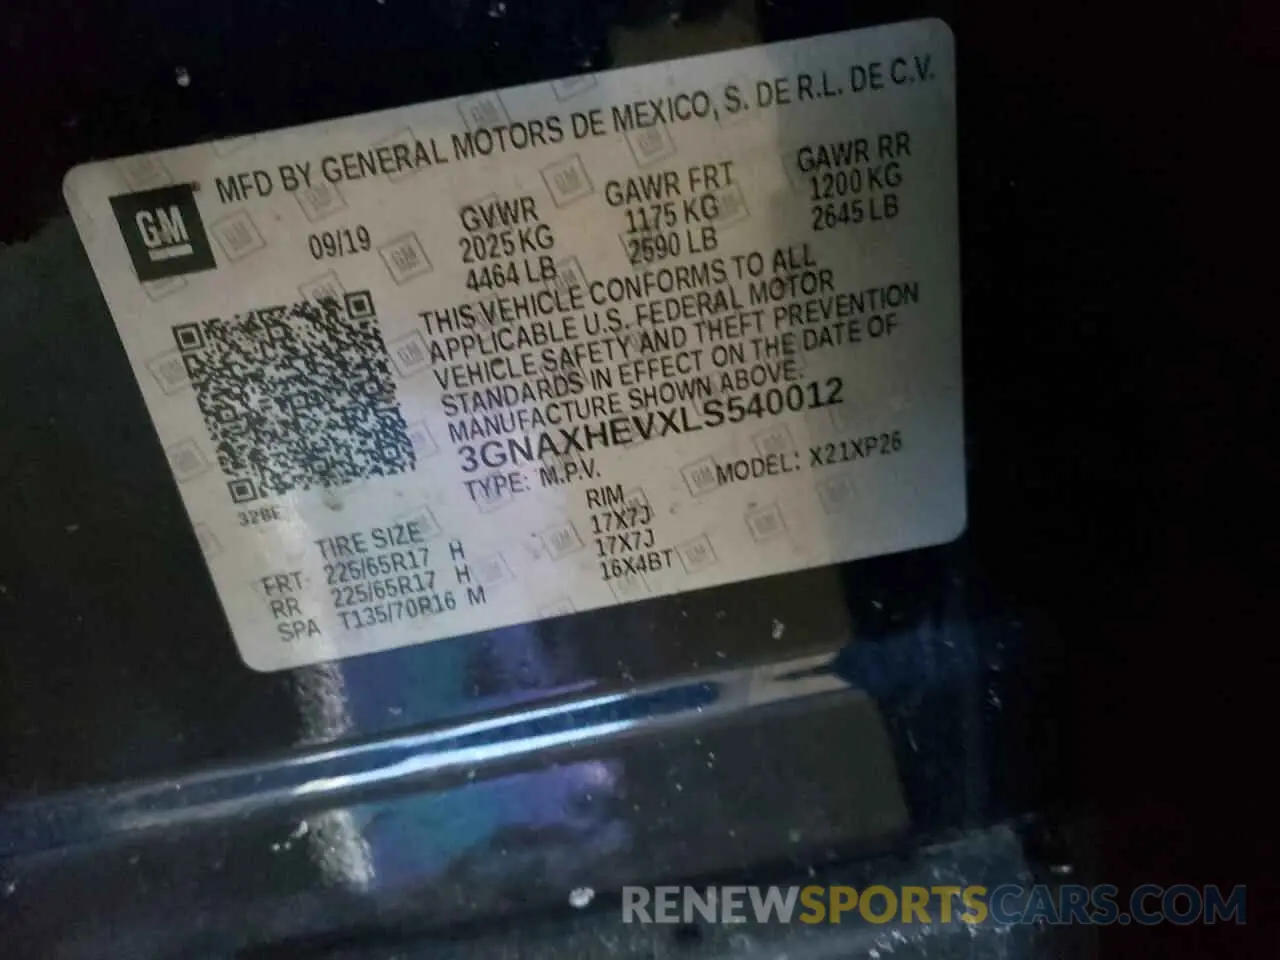 MFD BY GENERAL MOTORS DE MEXICO, S. DE R.L. DE C.V.
GM
09/19
GVWR
2025 KG
4464 LB
GAWR FRT
1175 KG
2590 LB
GAWR RR
1200 KG
2645 LB
THIS VEHICLE CONFORMS TO ALL
APPLICABLE U.S. FEDERAL MOTOR
VEHICLE SAFETY AND THEFT PREVENTION
STANDARDS IN EFFECT ON THE DATE OF
MANUFACTURE SHOWN ABOVE.
3GNAXHEVXLS540012
TYPE: M.P.V. MODEL: X21XP26
TIRE SIZE RIM
FRT 225/65R17 H 17X7J
RR 225/65R17 H 17X7J
SPA T135/70R16 M 16X4BT
RENEWSPORTSCARS.COM